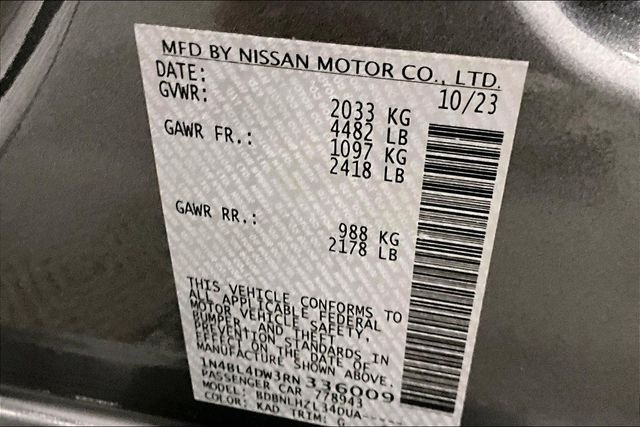 MFD BY NISSAN MOTOR CO., LTD.
DATE: 10/23
GVWR: 2033 KG
4482 LB
GAWR FR.: 1097 KG
2418 LB
GAWR RR.: 988 KG
2178 LB
THIS VEHICLE CONFORMS TO
ALL APPLICABLE FEDERAL
MOTOR VEHICLE SAFETY,
BUMPER, AND THEFT
PREVENTION STANDARDS IN
EFFECT ON THE DATE OF
MANUFACTURE SHOWN ABOVE.
1N4BL4DW3RN336009
PASSENGER CAR 778943
MODEL: BDBNLHZL34DUA-----
COLOR: KAD TRIM: G